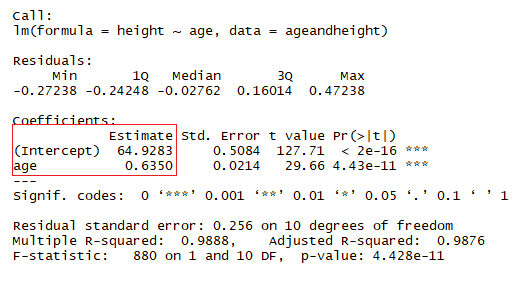 Call:
lm(formula = height ~ age, data = ageandheight)
Residuals:
Min 1Q Median 3Q Max
-0.27238 -0.24248 -0.02762 0.16014 0.47238
Coefficients:
Estimate Std. Error t value Pr(>|t|)
(Intercept) 64.9283 0.5084 127.71 < 2e-16 ***
age 0.6350 0.0214 29.66 4.43e-11 ***
---
Signif. codes: 0 ‘***’ 0.001 ‘**’ 0.01 ‘*’ 0.05 ‘.’ 0.1 ‘ ’ 1
Residual standard error: 0.256 on 10 degrees of freedom
Multiple R-squared: 0.9888, Adjusted R-squared: 0.9876
F-statistic: 880 on 1 and 10 DF, p-value: 4.428e-11